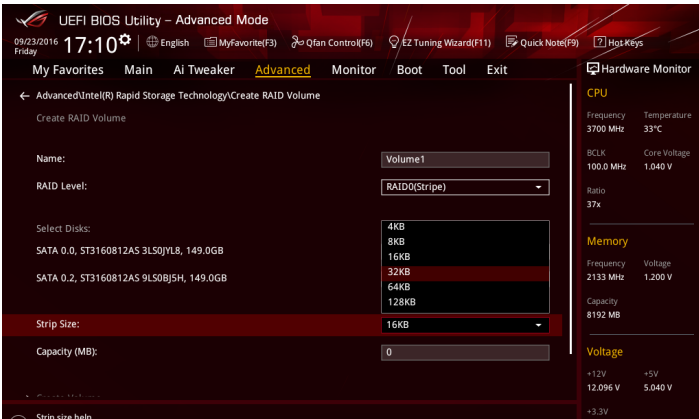 UEFI BIOS Utility – Advanced Mode
09/23/2016
Friday
17:10
English
MyFavorite(F3)
Qfan Control(F6)
EZ Tuning Wizard(F11)
Quick Note(F9)
Hot Keys
My Favorites
Main
Ai Tweaker
Advanced
Monitor
Boot
Tool
Exit
Hardware Monitor
← Advanced\Intel(R) Rapid Storage Technology\Create RAID Volume
Create RAID Volume
Name:
Volume1
RAID Level:
RAID0(Stripe)
Select Disks:
SATA 0.0, ST3160812AS 3LS0JYL8, 149.0GB
SATA 0.2, ST3160812AS 9LS0BJ5H, 149.0GB
4KB
8KB
16KB
32KB
64KB
128KB
Strip Size:
16KB
Capacity (MB):
0
> Create Volume
Strip size help
CPU
Frequency
Temperature
3700 MHz
33°C
BCLK
Core Voltage
100.0 MHz
1.040 V
Ratio
37x
Memory
Frequency
Voltage
2133 MHz
1.200 V
Capacity
8192 MB
Voltage
+12V
+5V
12.096 V
5.040 V
+3.3V